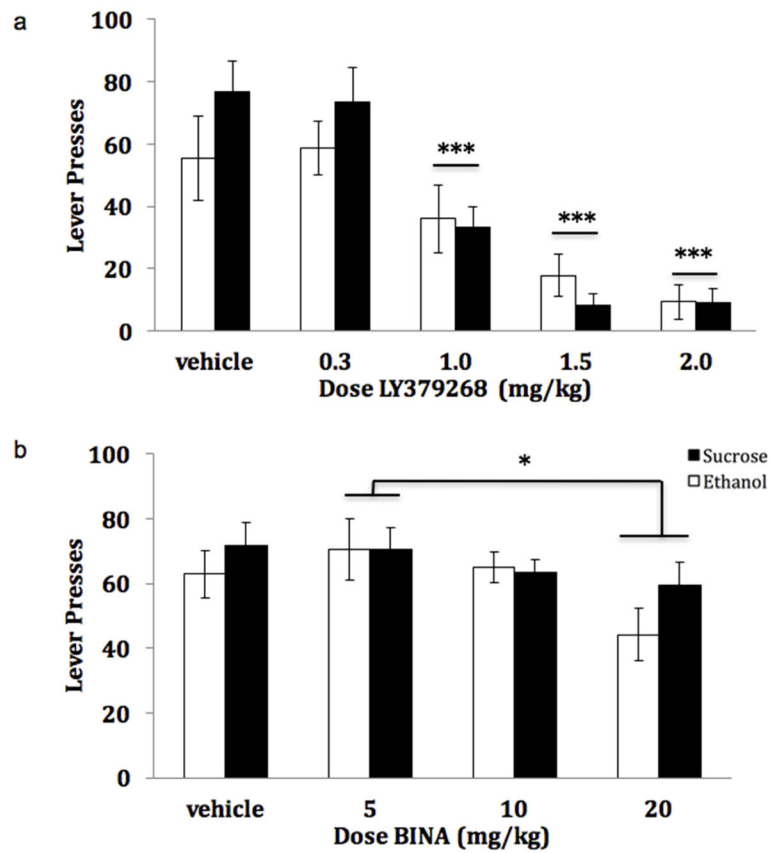 a
100
80
60
40
20
0
Lever Presses
***
***
***
vehicle 0.3 1.0 1.5 2.0
Dose LY379268 (mg/kg)
b
100
80
60
40
20
0
Lever Presses
*
Sucrose
Ethanol
vehicle 5 10 20
Dose BINA (mg/kg)